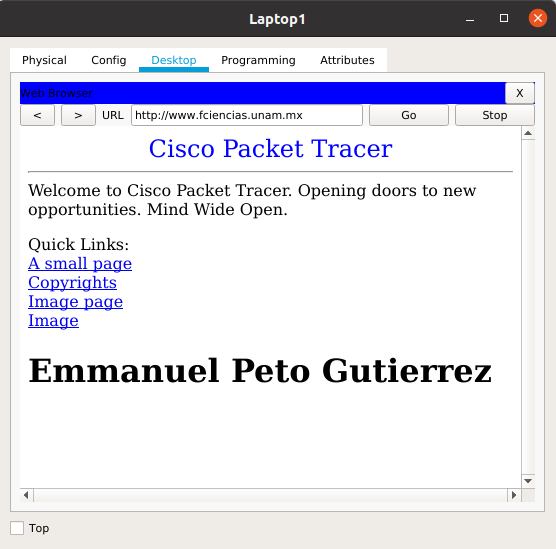 Laptop1
Physical Config Desktop Programming Attributes
Web Browser X
< > URL http://www.fciencias.unam.mx Go Stop
Cisco Packet Tracer
Welcome to Cisco Packet Tracer. Opening doors to new
opportunities. Mind Wide Open.
Quick Links:
A small page
Copyrights
Image page
Image
Emmanuel Peto Gutierrez
Top